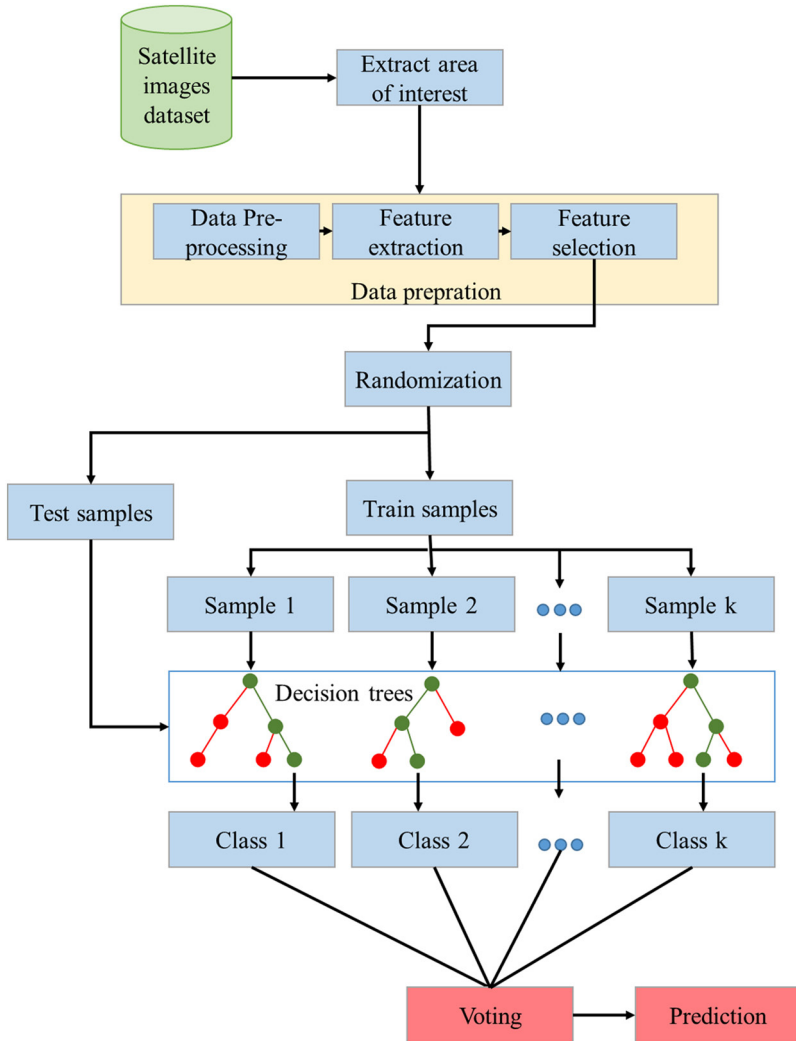 Satellite
images
dataset
Extract area
of interest
Data Pre-
processing
Feature
extraction
Feature
selection
Data prepration
Randomization
Test samples
Train samples
Sample 1
Sample 2
Sample k
Decision trees
Class 1
Class 2
Class k
Voting
Prediction